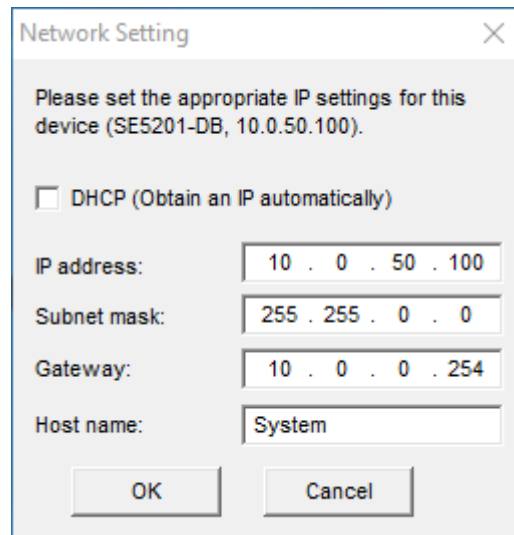 Network Setting
Please set the appropriate IP settings for this
device (SE5201-DB, 10.0.50.100).
DHCP (Obtain an IP automatically)
IP address: 10 . 0 . 50 . 100
Subnet mask: 255 . 255 . 0 . 0
Gateway: 10 . 0 . 0 . 254
Host name: System
OK Cancel